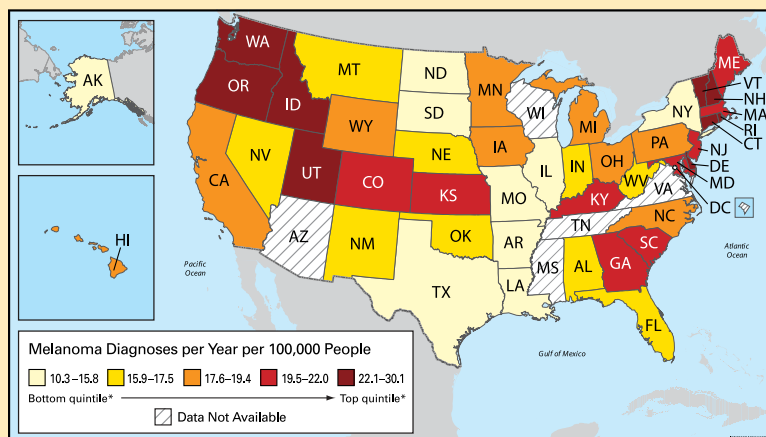 AK
HI
WA
OR
ID
MT
WY
NV
UT
CA
CO
AZ
NM
ND
SD
NE
KS
OK
TX
MN
IA
MO
AR
LA
WI
IL
MI
IN
OH
KY
TN
MS
AL
GA
FL
SC
NC
VA
WV
PA
NY
ME
VT
NH
MA
RI
CT
NJ
DE
MD
DC
Pacific
Ocean
Atlantic
Ocean
Gulf of Mexico
Melanoma Diagnoses per Year per 100,000 People
10.3–15.8 15.9–17.5 17.6–19.4 19.5–22.0 22.1–30.1
Bottom quintile* Top quintile*
Data Not Available